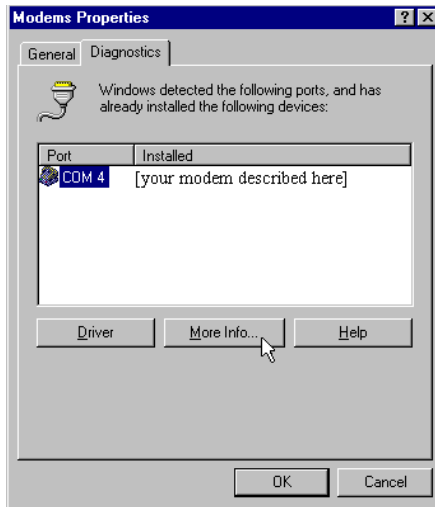 Modems Properties
General Diagnostics
Windows detected the following ports, and has
already installed the following devices:
Port Installed
COM 4 [your modem described here]
Driver More Info... Help
OK Cancel